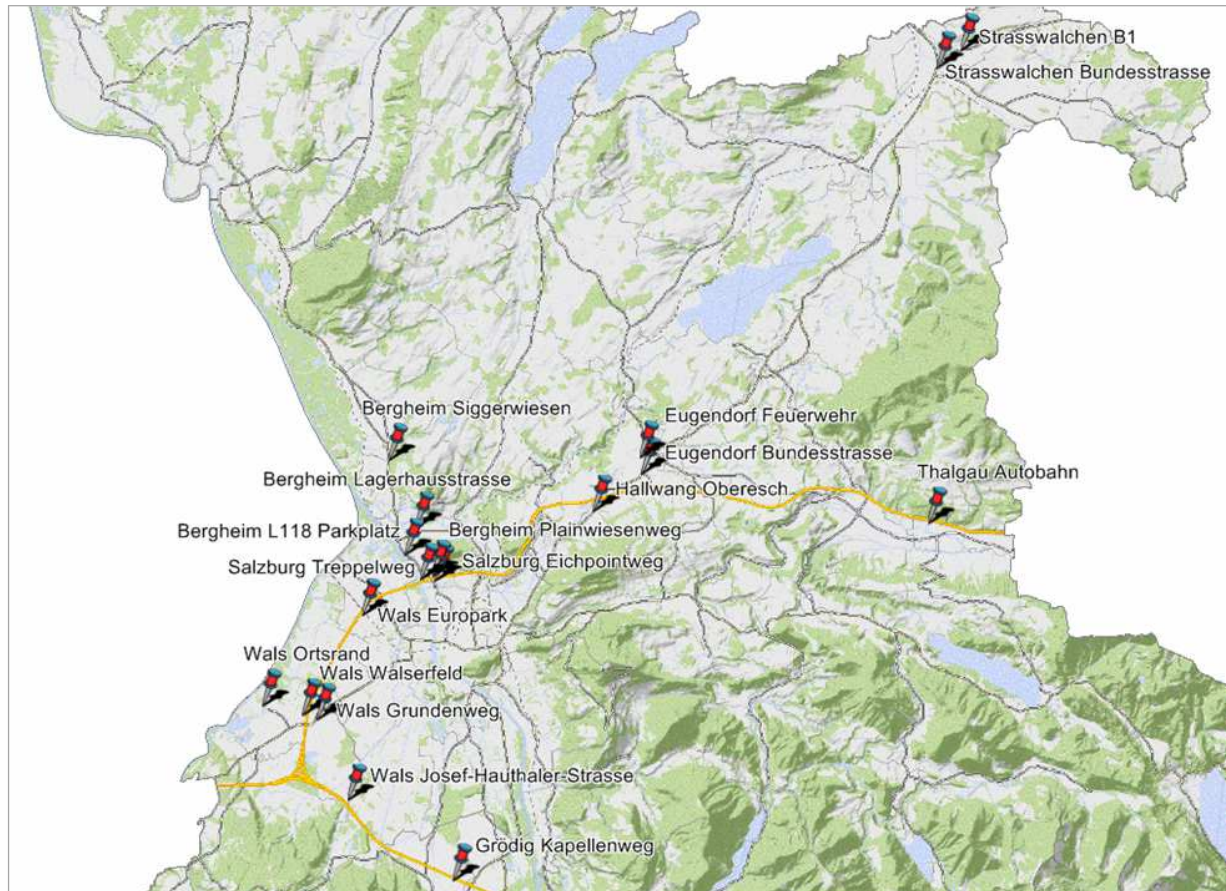 Strasswalchen B1
Strasswalchen Bundesstrasse
Bergheim Siggerwiesen
Eugendorf Feuerwehr
Eugendorf Bundesstrasse
Bergheim Lagerhausstrasse
Hallwang Oberesch
Thalgau Autobahn
Bergheim L118 Parkplatz
Bergheim Plainwiesenweg
Salzburg Treppelweg
Salzburg Eichpointweg
Wals Europark
Wals Ortsrand
Wals Walserfeld
Wals Grundenweg
Wals Josef-Hauthaler-Strasse
Grödig Kapellenweg